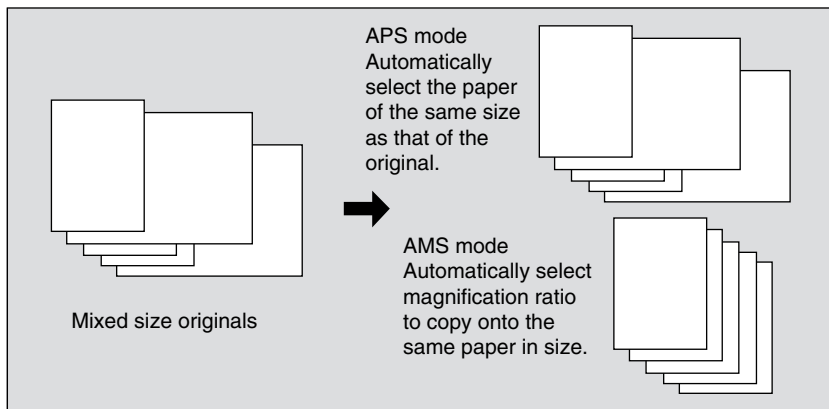 APS mode
Automatically
select the paper
of the same size
as that of the
original.
Mixed size originals
AMS mode
Automatically select
magnification ratio
to copy onto the
same paper in size.